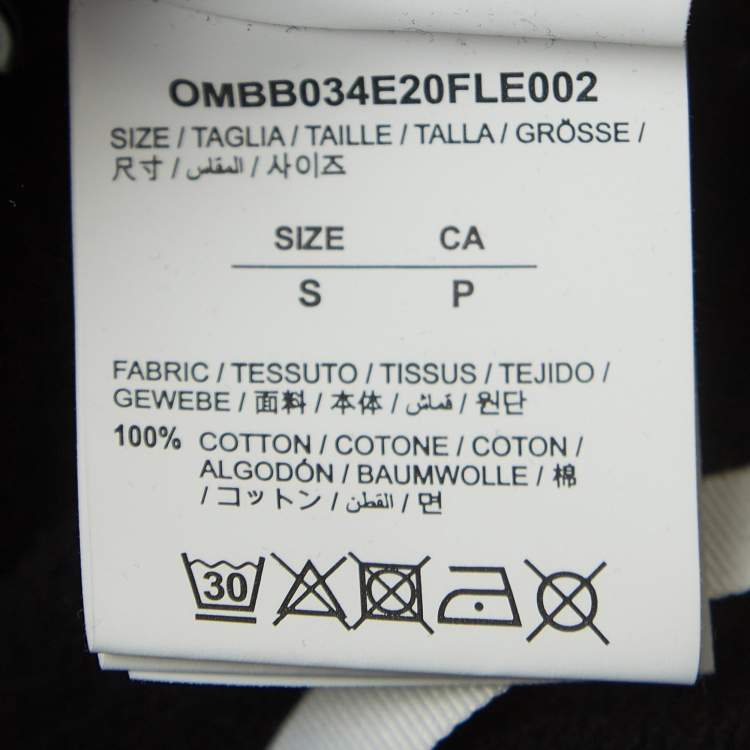 OMBB034E20FLE002
SIZE / TAGLIA / TAILLE / TALLA / GRÖSSE /
尺寸 / المقلس / 사이즈
SIZE CA
S P
FABRIC / TESSUTO / TISSUS / TEJIDO /
GEWEBE / 面料 / 本体 / قماش / 원단
100% COTTON / COTONE / COTON /
ALGODÓN / BAUMWOLLE / 棉
/ コットン / القطن / 면
30